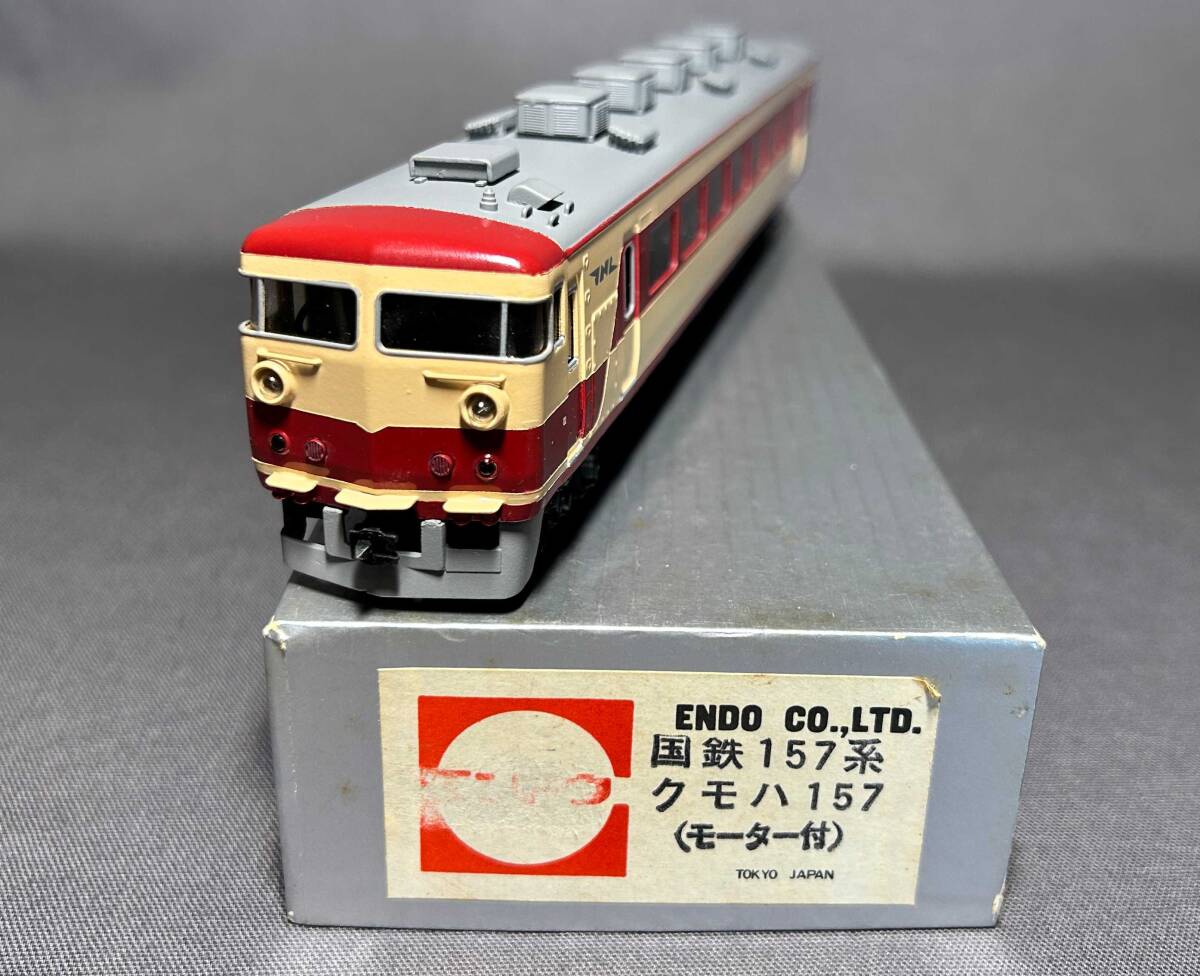 JNR
ENDO CO.,LTD.
国鉄157系
クモハ157
(モーター付)
TOKYO JAPAN